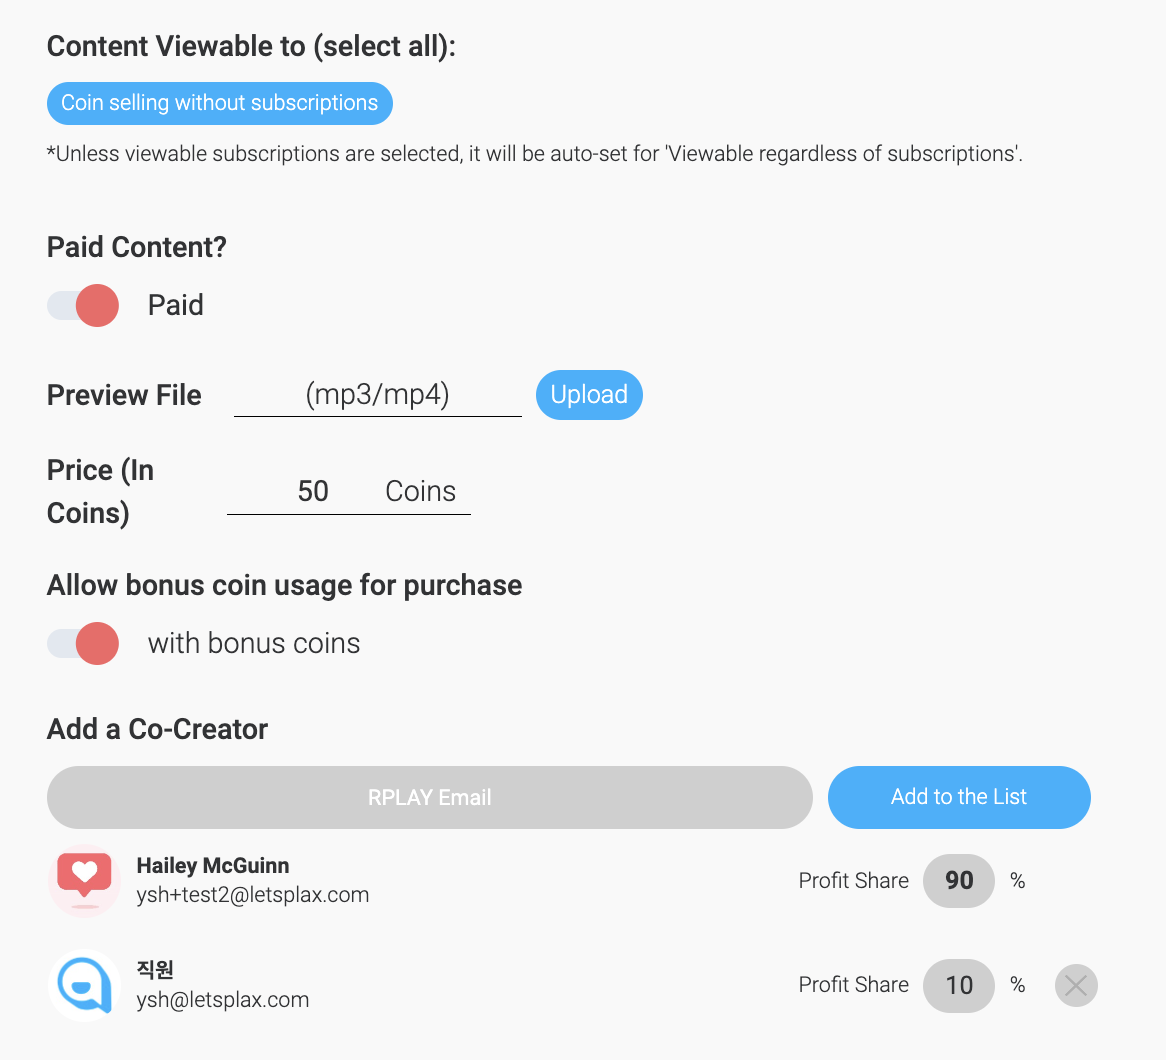 Content Viewable to (select all):
Coin selling without subscriptions
*Unless viewable subscriptions are selected, it will be auto-set for 'Viewable regardless of subscriptions'.
Paid Content?
Paid
Preview File (mp3/mp4) Upload
Price (In
Coins)
50 Coins
Allow bonus coin usage for purchase
with bonus coins
Add a Co-Creator
RPLAY Email Add to the List
Hailey McGuinn
ysh+test2@letsplax.com
Profit Share 90 %
직원
ysh@letsplax.com
Profit Share 10 %